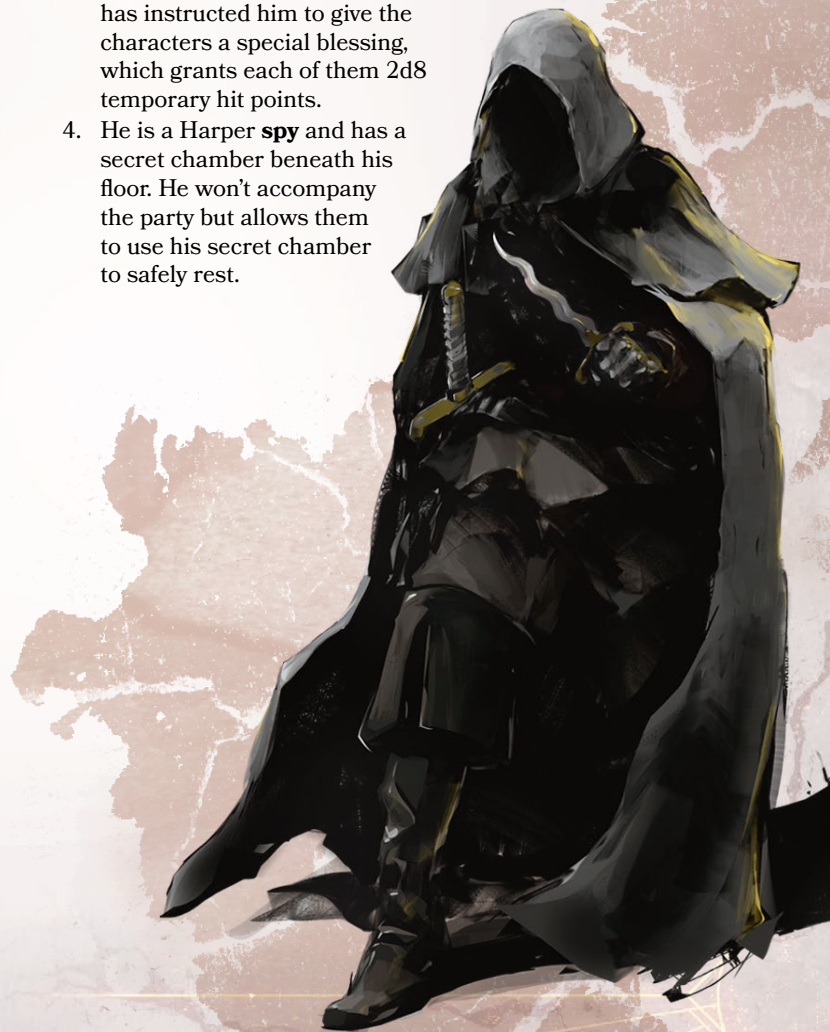 has instructed him to give the
characters a special blessing,
which grants each of them 2d8
temporary hit points.
4. He is a Harper spy and has a
secret chamber beneath his
floor. He won’t accompany
the party but allows them
to use his secret chamber
to safely rest.